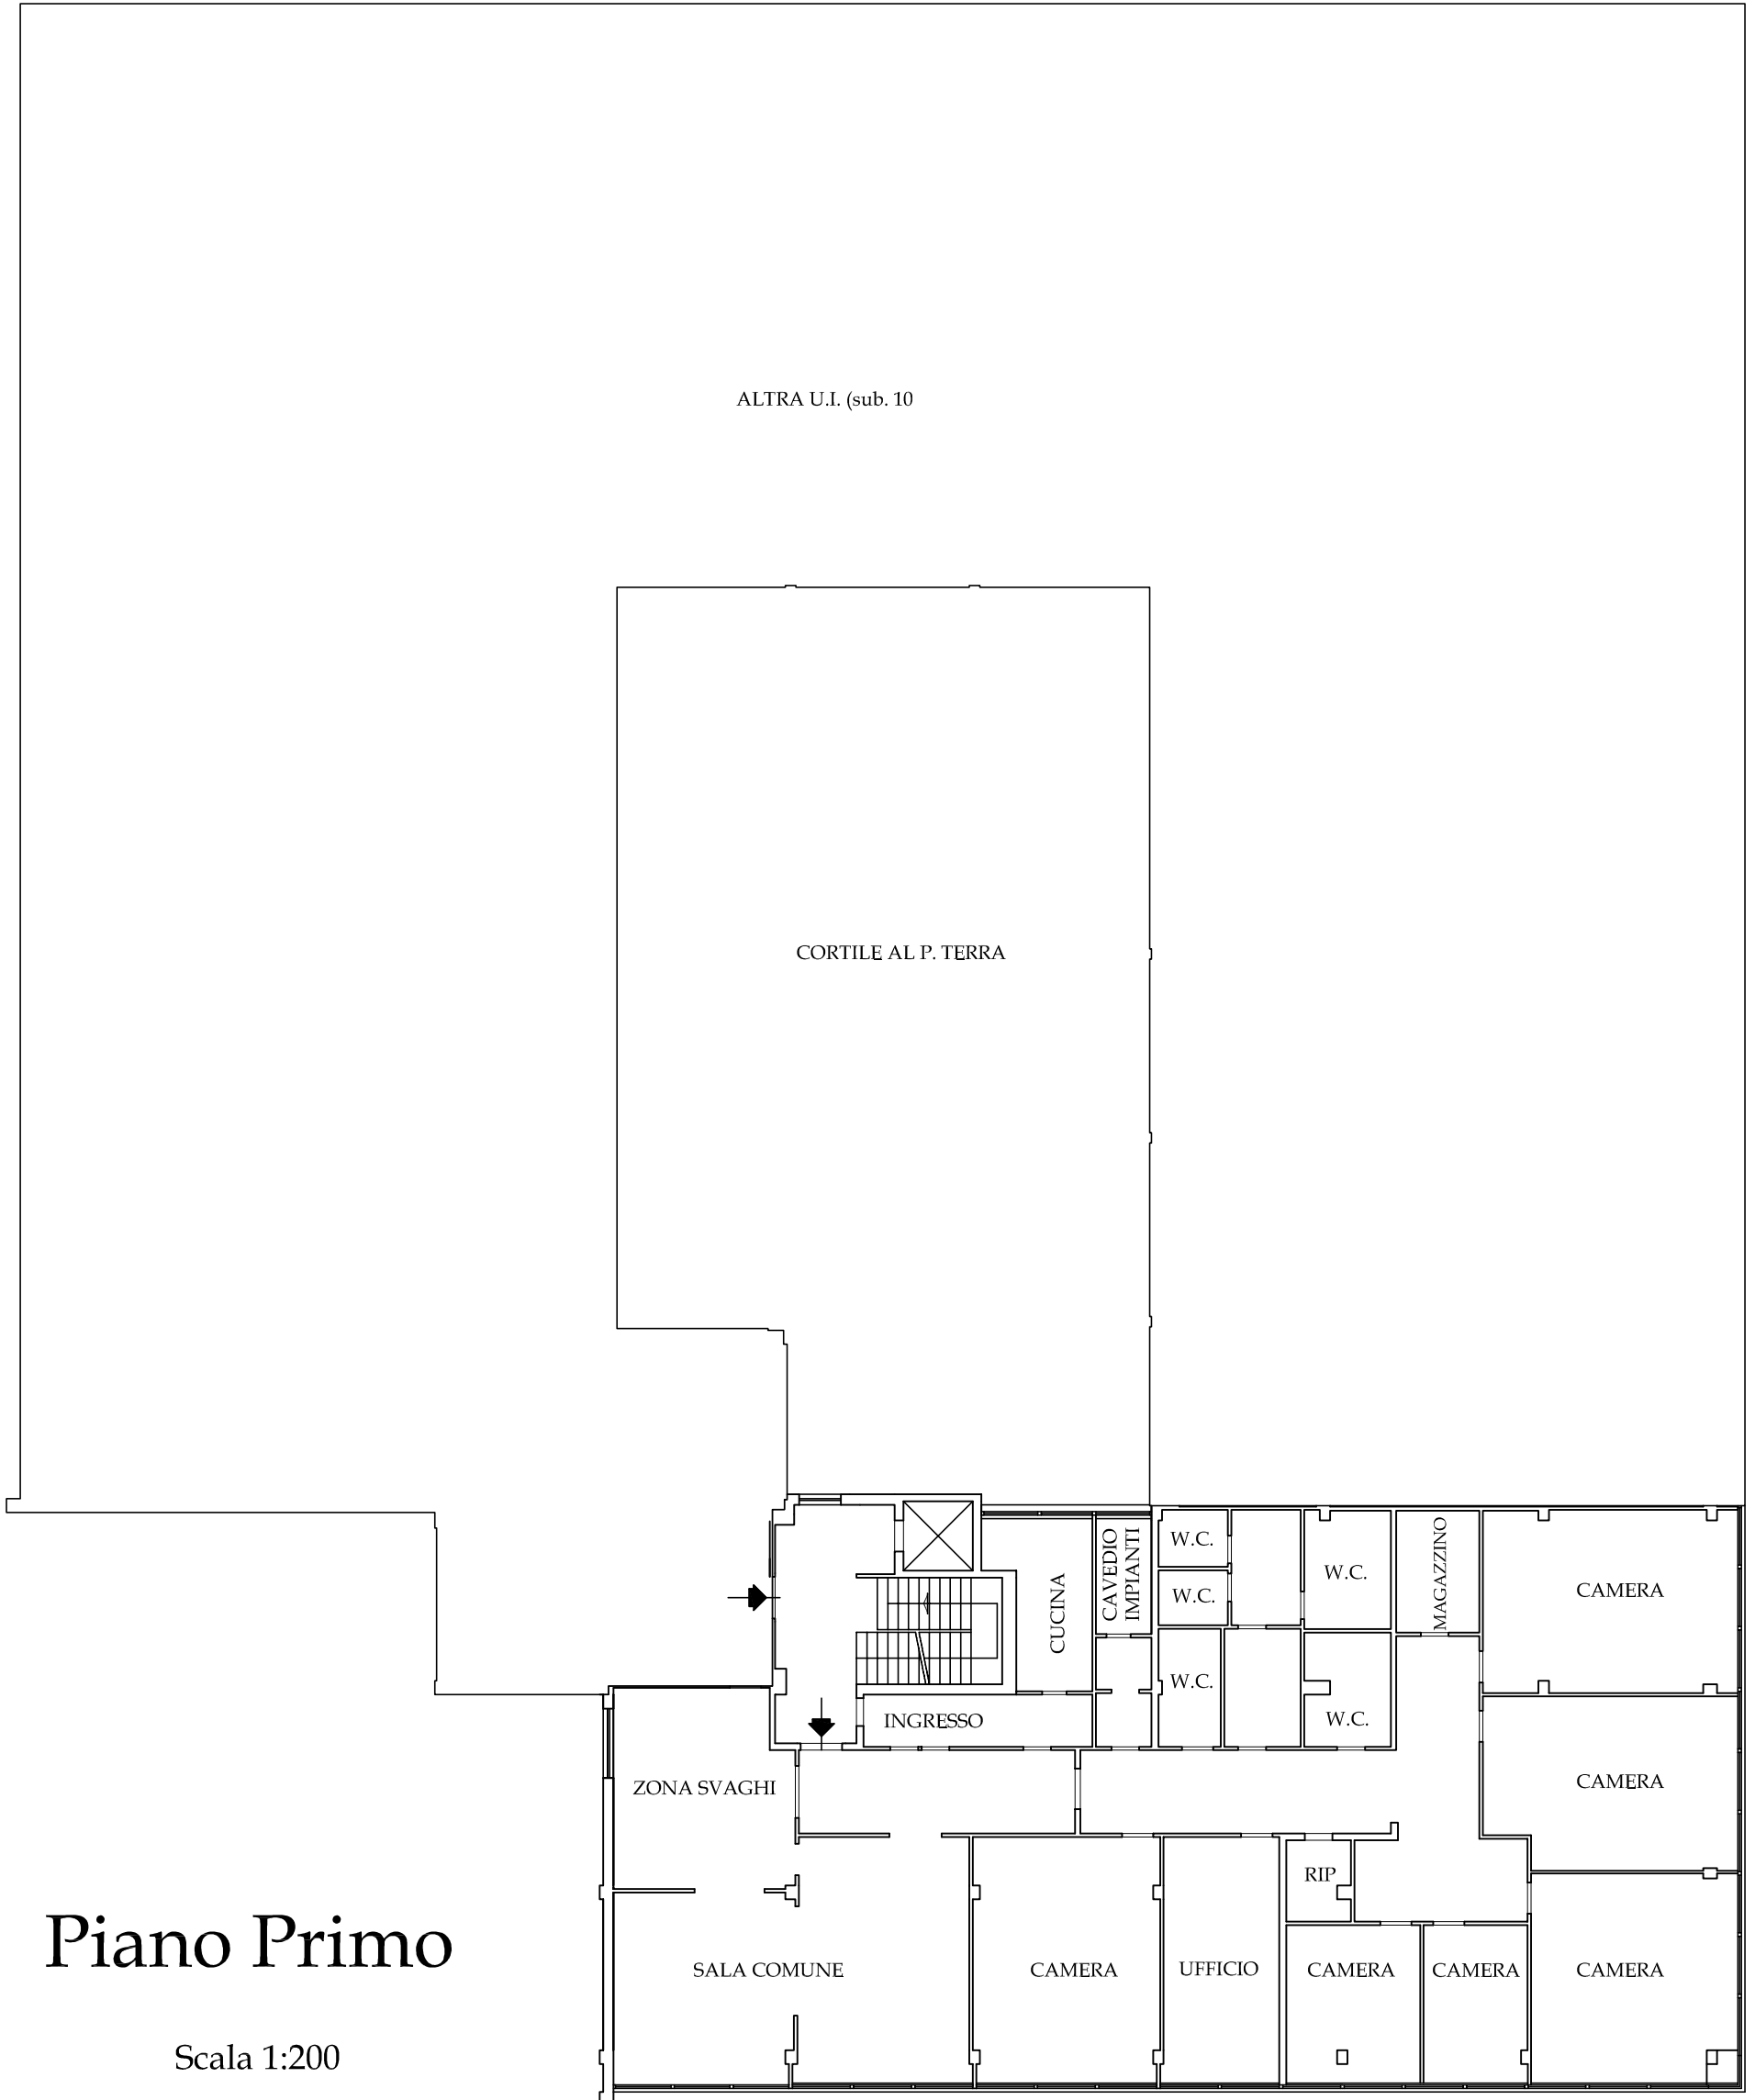 ALTRA U.I. (sub. 10
CORTILE AL P. TERRA
W.C.
W.C.
W.C.
W.C.
W.C.
MAGAZZINO
CAVEDIO
IMPIANTI
CUCINA
CAMERA
INGRESSO
ZONA SVAGHI
CAMERA
RIP
SALA COMUNE
CAMERA
UFFICIO
CAMERA
CAMERA
CAMERA
Piano Primo
Scala 1:200